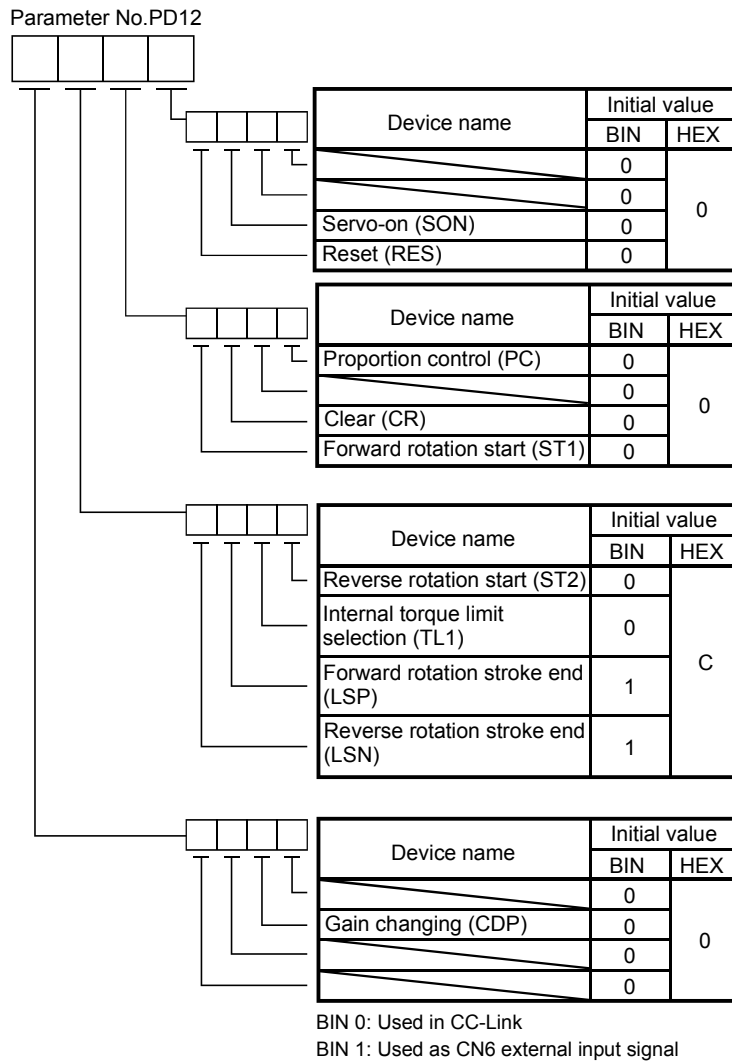 Parameter No.PD12
Device name
Initial value
BIN HEX
0
0
Servo-on (SON) 0
Reset (RES) 0
0
Device name
Initial value
BIN HEX
Proportion control (PC) 0
0
Clear (CR) 0
Forward rotation start (ST1) 0
0
Device name
Initial value
BIN HEX
Reverse rotation start (ST2) 0
Internal torque limit
selection (TL1) 0
Forward rotation stroke end
(LSP) 1
Reverse rotation stroke end
(LSN) 1
C
Device name
Initial value
BIN HEX
0
Gain changing (CDP) 0
0
0
0
BIN 0: Used in CC-Link
BIN 1: Used as CN6 external input signal